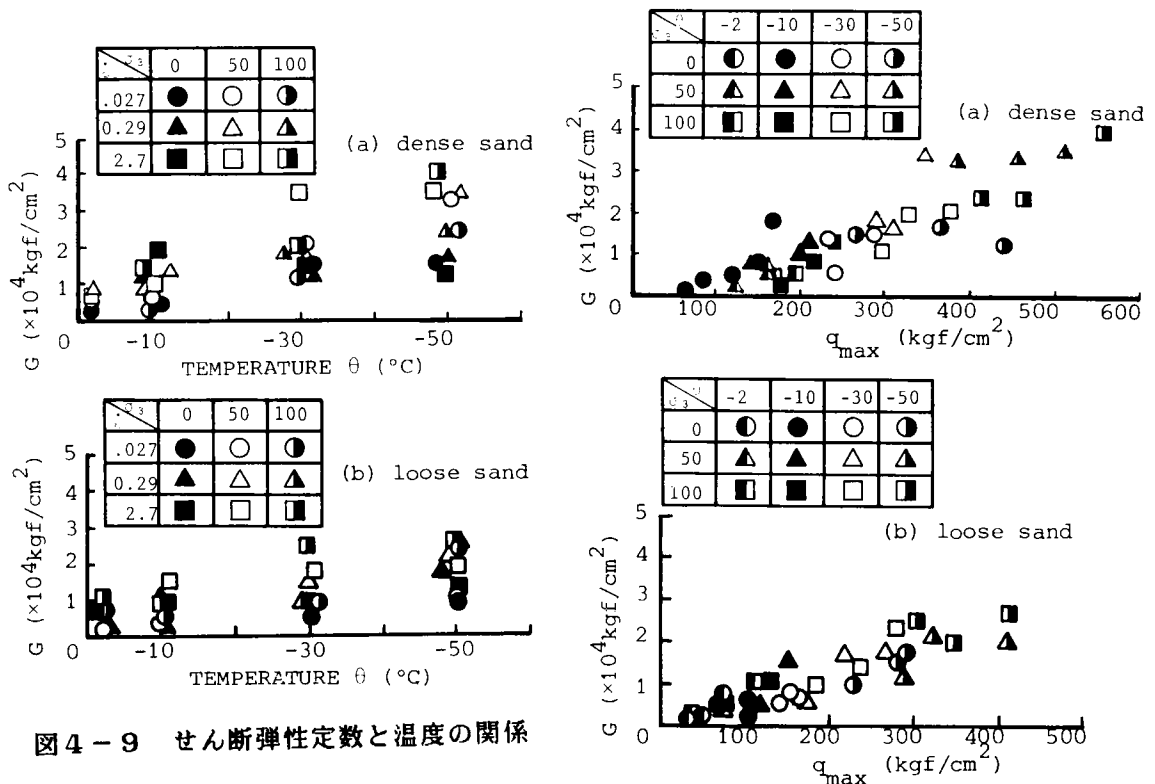 σ3 0 50 100
.027
0.29
2.7
(a) dense sand
5
4
3
2
1
0
-10 -30 -50
G (×10⁴kgf/cm²)
TEMPERATURE θ (°C)
σ3 0 50 100
.027
0.29
2.7
(b) loose sand
5
4
3
2
1
0
-10 -30 -50
G (×10⁴kgf/cm²)
TEMPERATURE θ (°C)
図4-9 せん断弾性定数と温度の関係
θ -2 -10 -30 -50
σ3
0
50
100
(a) dense sand
5
4
3
2
1
0
100 200 300 400 500 600
G (×10⁴kgf/cm²)
qmax (kgf/cm²)
σ3 -2 -10 -30 -50
0
50
100
(b) loose sand
5
4
3
2
1
0
100 200 300 400 500
G (×10⁴kgf/cm²)
qmax (kgf/cm²)